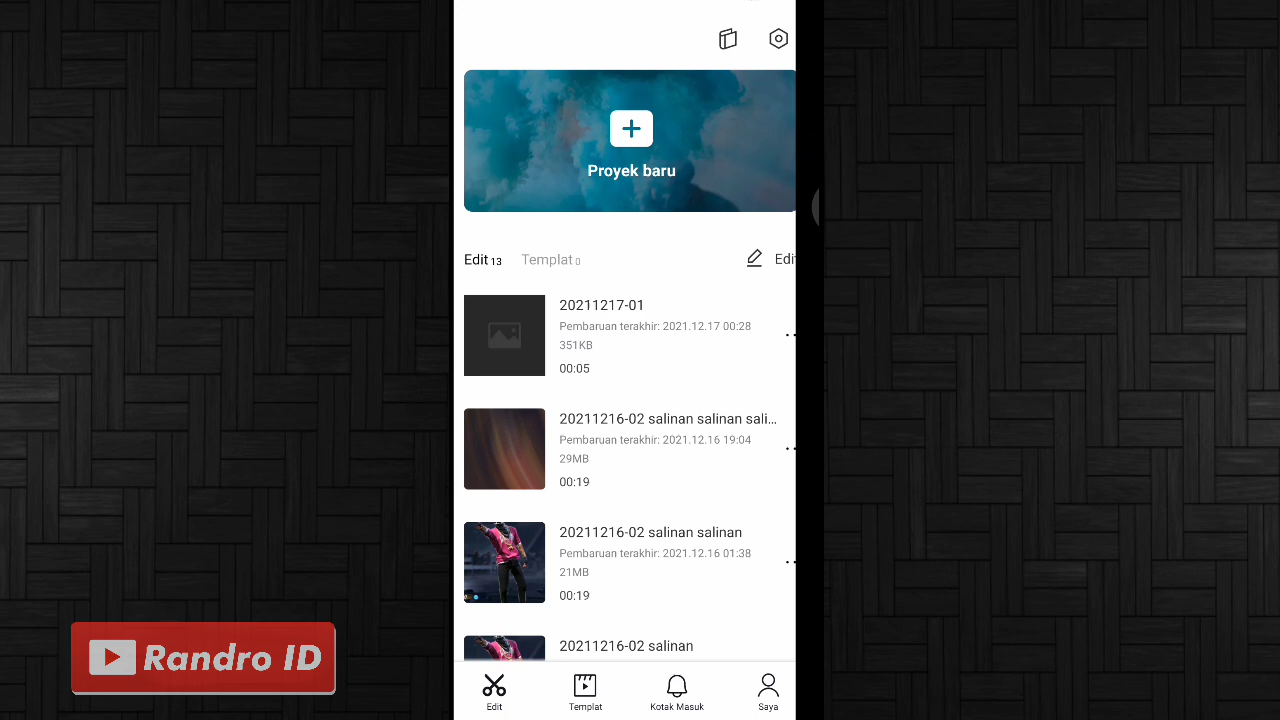 Proyek baru
Edit 13
Templat 0
Edi
20211217-01
Pembaruan terakhir: 2021.12.17 00:28
351KB
00:05
20211216-02 salinan salinan sali...
Pembaruan terakhir: 2021.12.16 19:04
29MB
00:19
20211216-02 salinan salinan
Pembaruan terakhir: 2021.12.16 01:38
21MB
00:19
20211216-02 salinan
Edit
Templat
Kotak Masuk
Saya
Randro ID